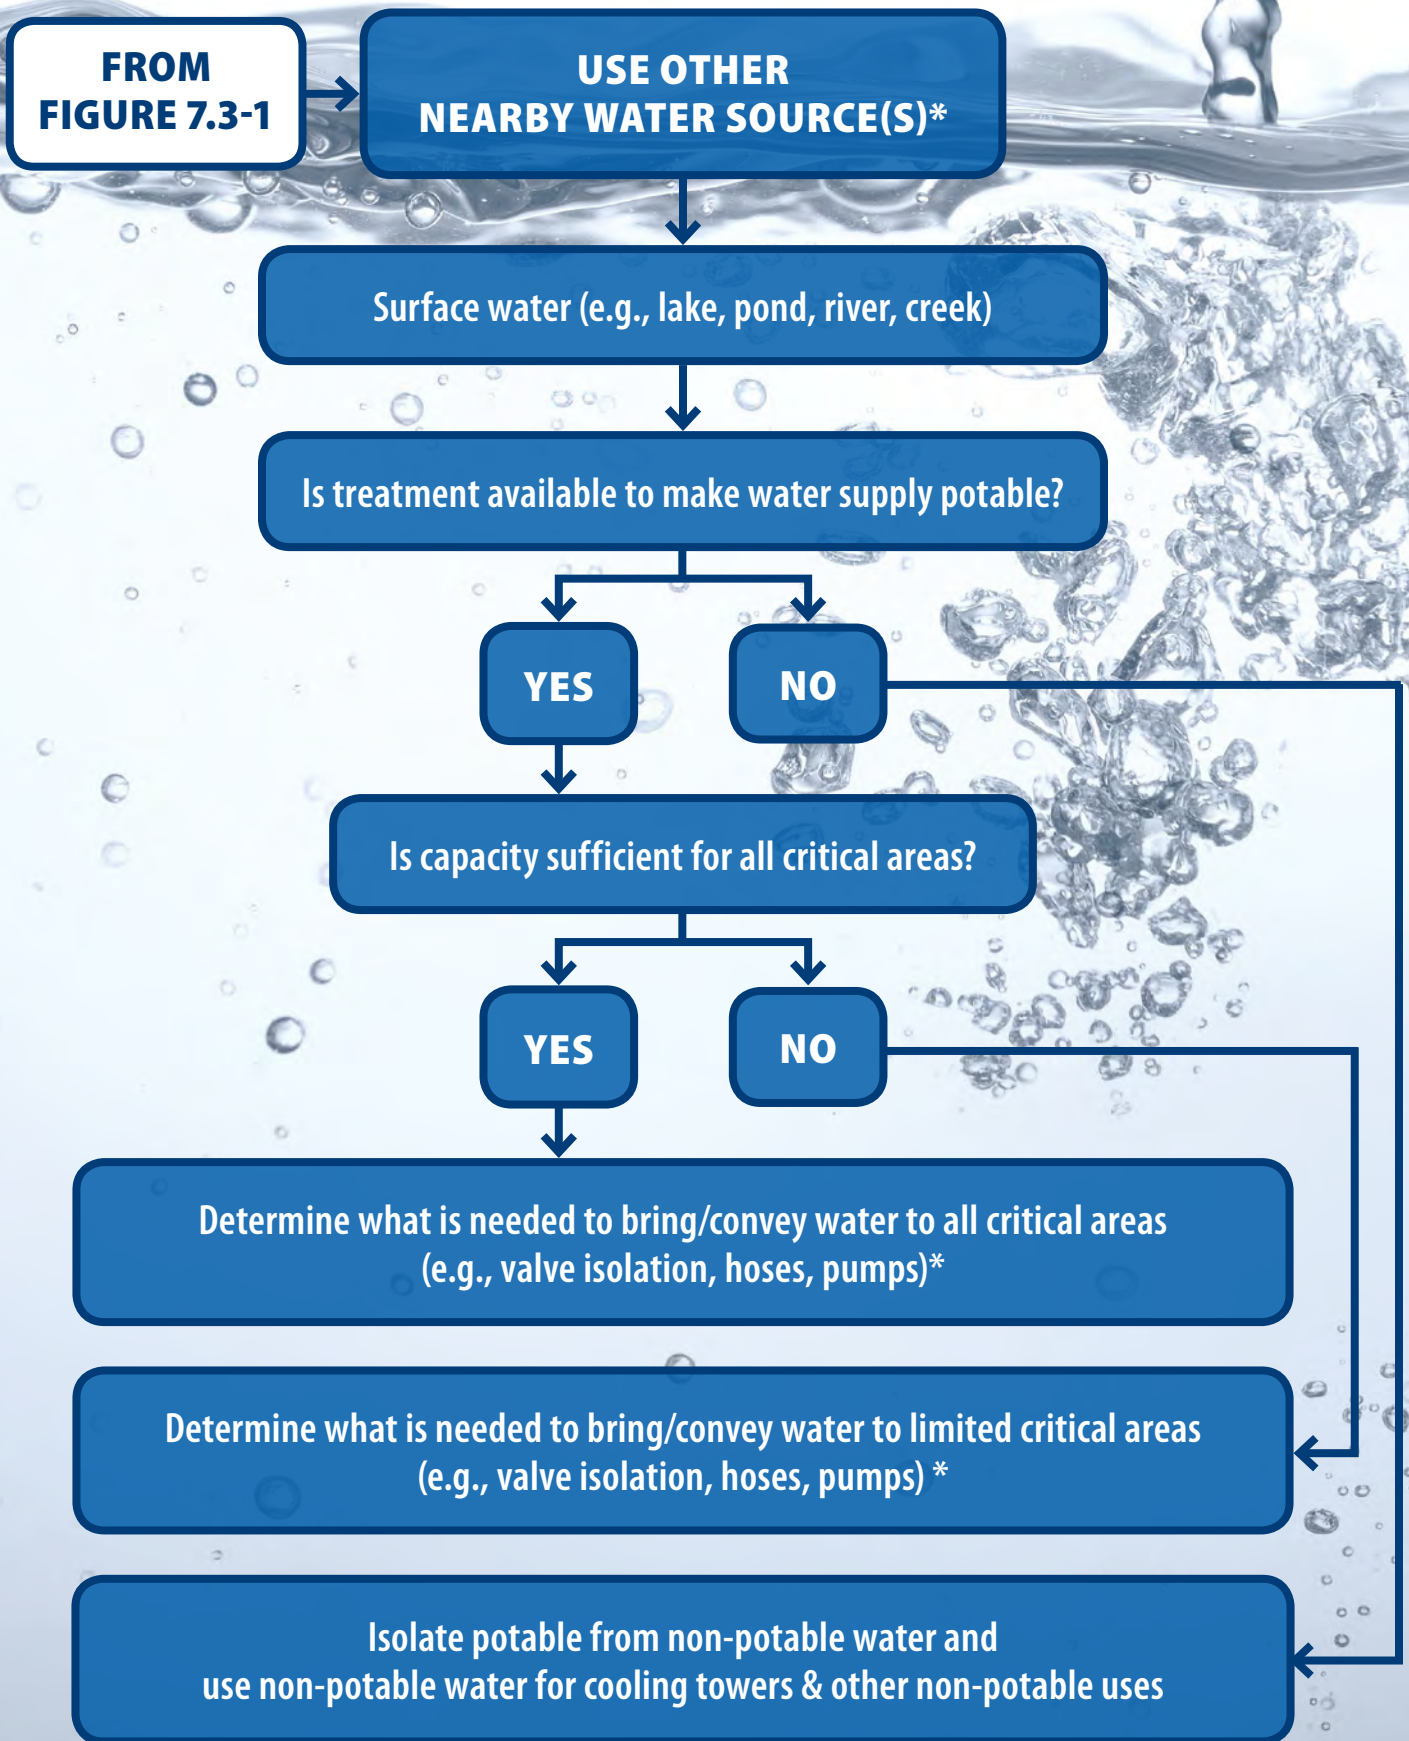 FROM
FIGURE 7.3-1
USE OTHER
NEARBY WATER SOURCE(S)*
Surface water (e.g., lake, pond, river, creek)
Is treatment available to make water supply potable?
YES
NO
Is capacity sufficient for all critical areas?
YES
NO
Determine what is needed to bring/convey water to all critical areas
(e.g., valve isolation, hoses, pumps)*
Determine what is needed to bring/convey water to limited critical areas
(e.g., valve isolation, hoses, pumps) *
Isolate potable from non-potable water and
use non-potable water for cooling towers & other non-potable uses